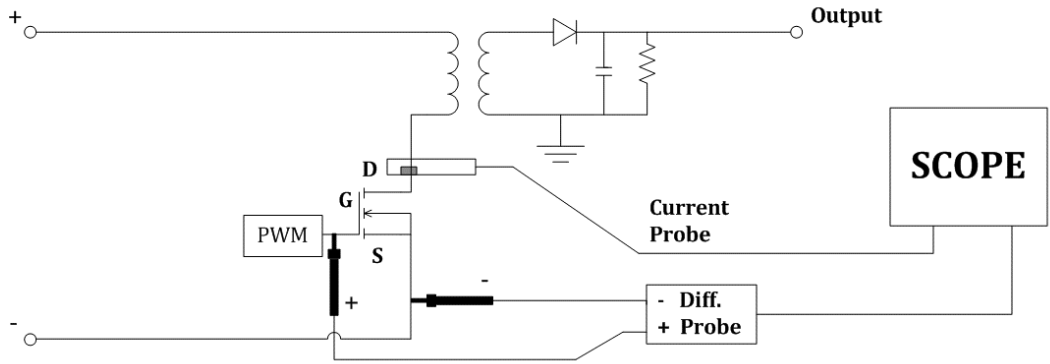 +
Output
D
SCOPE
G
Current
Probe
PWM
S
-
+
- Diff.
+ Probe
-